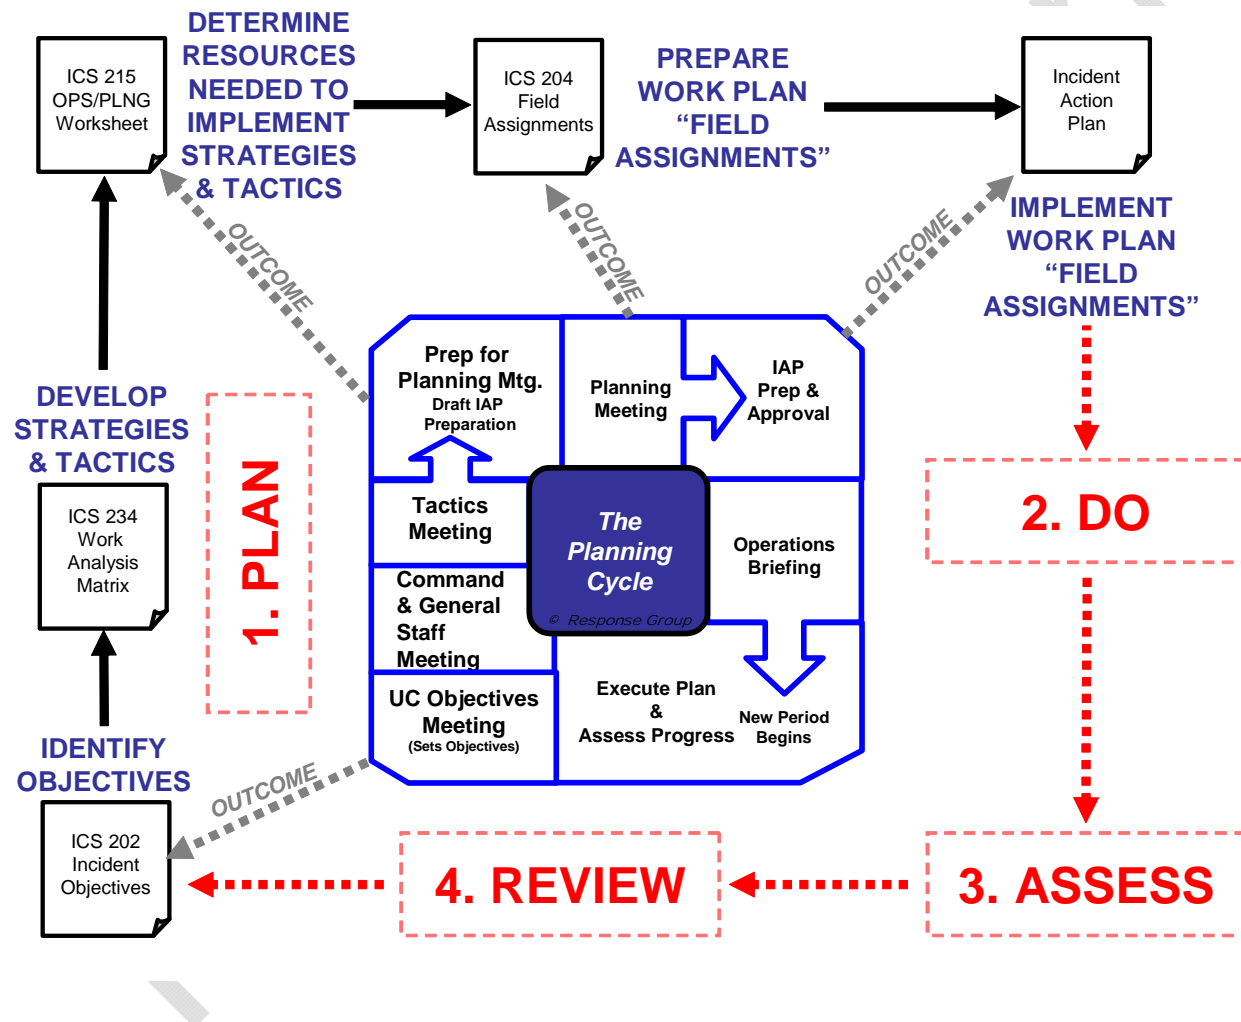 DETERMINE
RESOURCES
NEEDED TO
IMPLEMENT
STRATEGIES
& TACTICS
ICS 215
OPS/PLNG
Worksheet
ICS 204
Field
Assignments
PREPARE
WORK PLAN
“FIELD
ASSIGNMENTS”
Incident
Action
Plan
IMPLEMENT
WORK PLAN
“FIELD
ASSIGNMENTS”
OUTCOME
OUTCOME
OUTCOME
Prep for
Planning Mtg.
Draft IAP
Preparation
Planning
Meeting
IAP
Prep &
Approval
DEVELOP
STRATEGIES
& TACTICS
1. PLAN
2. DO
ICS 234
Work
Analysis
Matrix
Tactics
Meeting
The
Planning
Cycle
© Response Group
Operations
Briefing
Command
& General
Staff
Meeting
UC Objectives
Meeting
(Sets Objectives)
Execute Plan
&
Assess Progress
New Period
Begins
IDENTIFY
OBJECTIVES
OUTCOME
ICS 202
Incident
Objectives
4. REVIEW
3. ASSESS